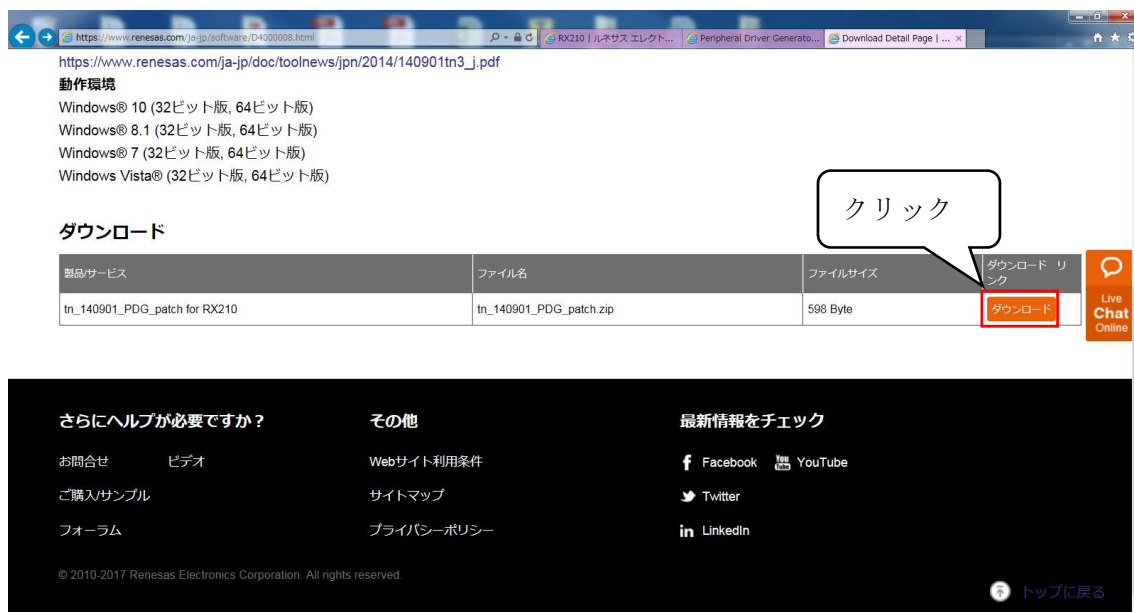 https://www.renesas.com/ja-jp/software/D4000008.html
RX210 | ルネサス エレクト...
Peripheral Driver Generato...
Download Detail Page | ...
https://www.renesas.com/ja-jp/doc/toolnews/jpn/2014/140901tn3_j.pdf
動作環境
Windows® 10 (32ビット版, 64ビット版)
Windows® 8.1 (32ビット版, 64ビット版)
Windows® 7 (32ビット版, 64ビット版)
Windows Vista® (32ビット版, 64ビット版)
クリック
ダウンロード
製品/サービス ファイル名 ファイルサイズ ダウンロード リ
ンク
tn_140901_PDG_patch for RX210 tn_140901_PDG_patch.zip 598 Byte ダウンロード
Live
Chat
Online
さらにヘルプが必要ですか？ その他 最新情報をチェック
お問合せ ビデオ Webサイト利用条件 Facebook You Tube YouTube
ご購入/サンプル サイトマップ Twitter
フォーラム プライバシーポリシー in LinkedIn
© 2010-2017 Renesas Electronics Corporation. All rights reserved.
トップに戻る